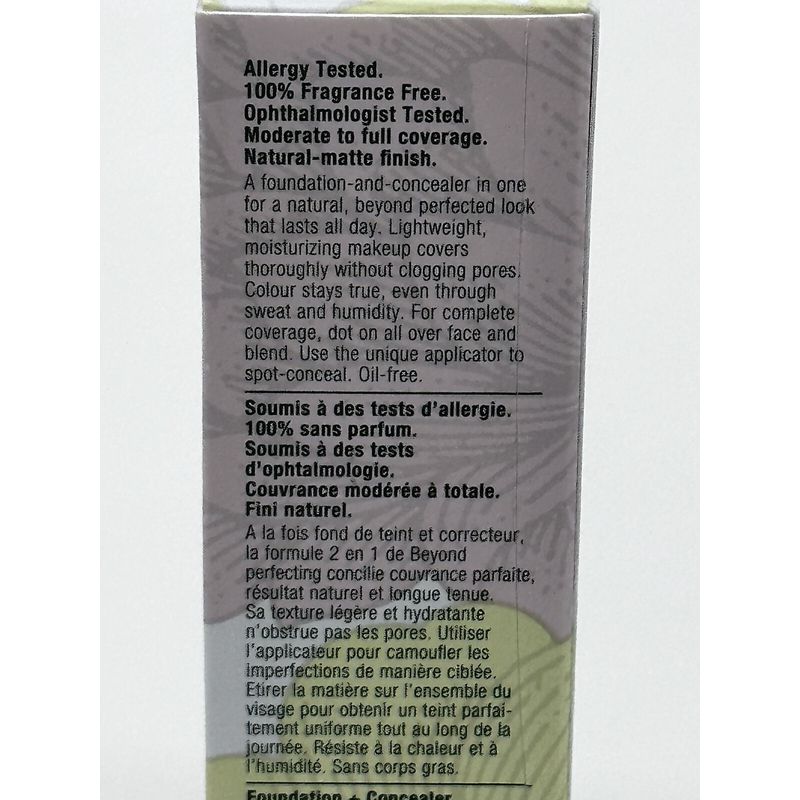 Allergy Tested.
100% Fragrance Free.
Ophthalmologist Tested.
Moderate to full coverage.
Natural-matte finish.
A foundation-and-concealer in one
for a natural, beyond perfected look
that lasts all day. Lightweight,
moisturizing makeup covers
thoroughly without clogging pores.
Colour stays true, even through
sweat and humidity. For complete
coverage, dot on all over face and
blend. Use the unique applicator to
spot-conceal. Oil-free.
Soumis à des tests d'allergie.
100% sans parfum.
Soumis à des tests
d'ophtalmologie.
Couvrance modérée à totale.
Fini naturel.
A la fois fond de teint et correcteur,
la formule 2 en 1 de Beyond
perfecting concilie couvrance parfaite,
résultat naturel et longue tenue.
Sa texture légère et hydratante
n'obstrue pas les pores. Utiliser
l'applicateur pour camoufler les
imperfections de manière ciblée.
Etirer la matière sur l'ensemble du
visage pour obtenir un teint parfai-
tement uniforme tout au long de la
journée. Résiste à la chaleur et à
l'humidité. Sans corps gras.
Foundation + Concealer